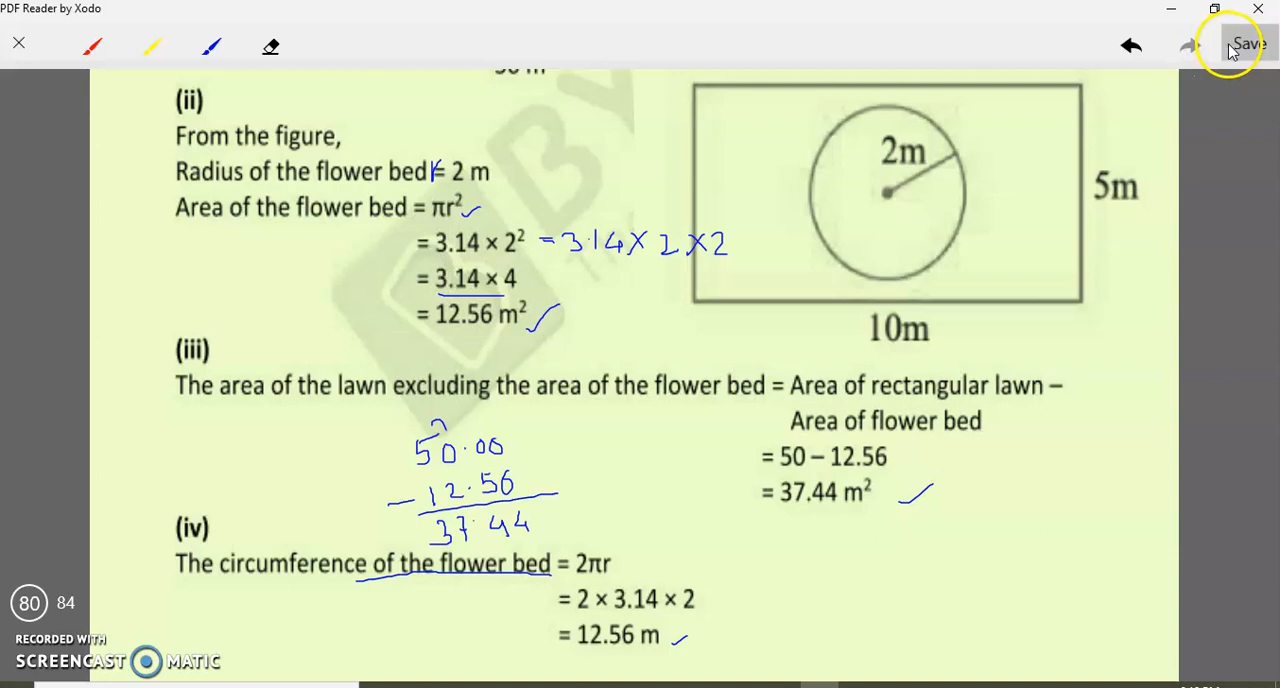 PDF Reader by Xodo
Save
(ii)
From the figure,
Radius of the flower bed = 2 m
Area of the flower bed = πr²
= 3.14 × 2² = 3.14 × 2 × 2
= 3.14 × 4
= 12.56 m²
2m
5m
10m
(iii)
The area of the lawn excluding the area of the flower bed = Area of rectangular lawn –
Area of flower bed
= 50 – 12.56
= 37.44 m²
50.00
– 12.56
37.44
(iv)
The circumference of the flower bed = 2πr
= 2 × 3.14 × 2
= 12.56 m
80 84
RECORDED WITH
SCREENCAST MATIC